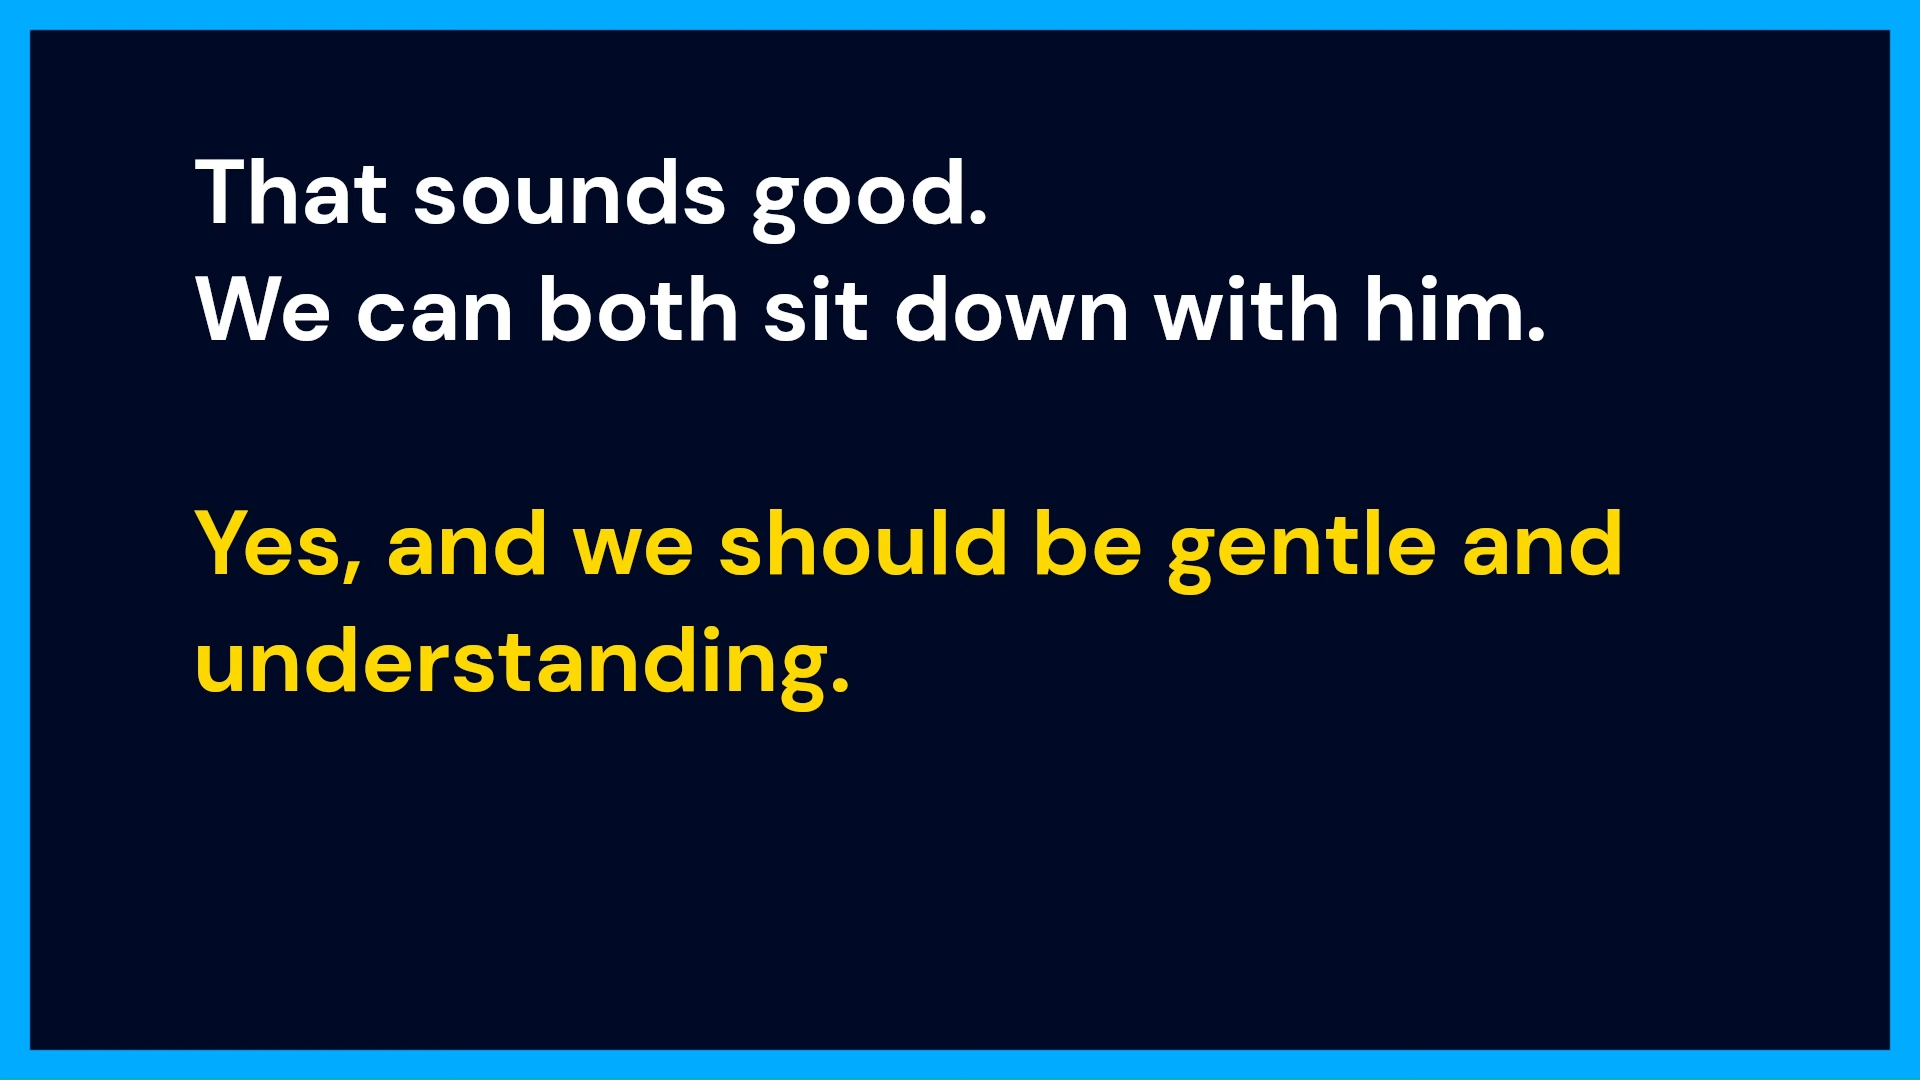 That sounds good.
We can both sit down with him.
Yes, and we should be gentle and
understanding.